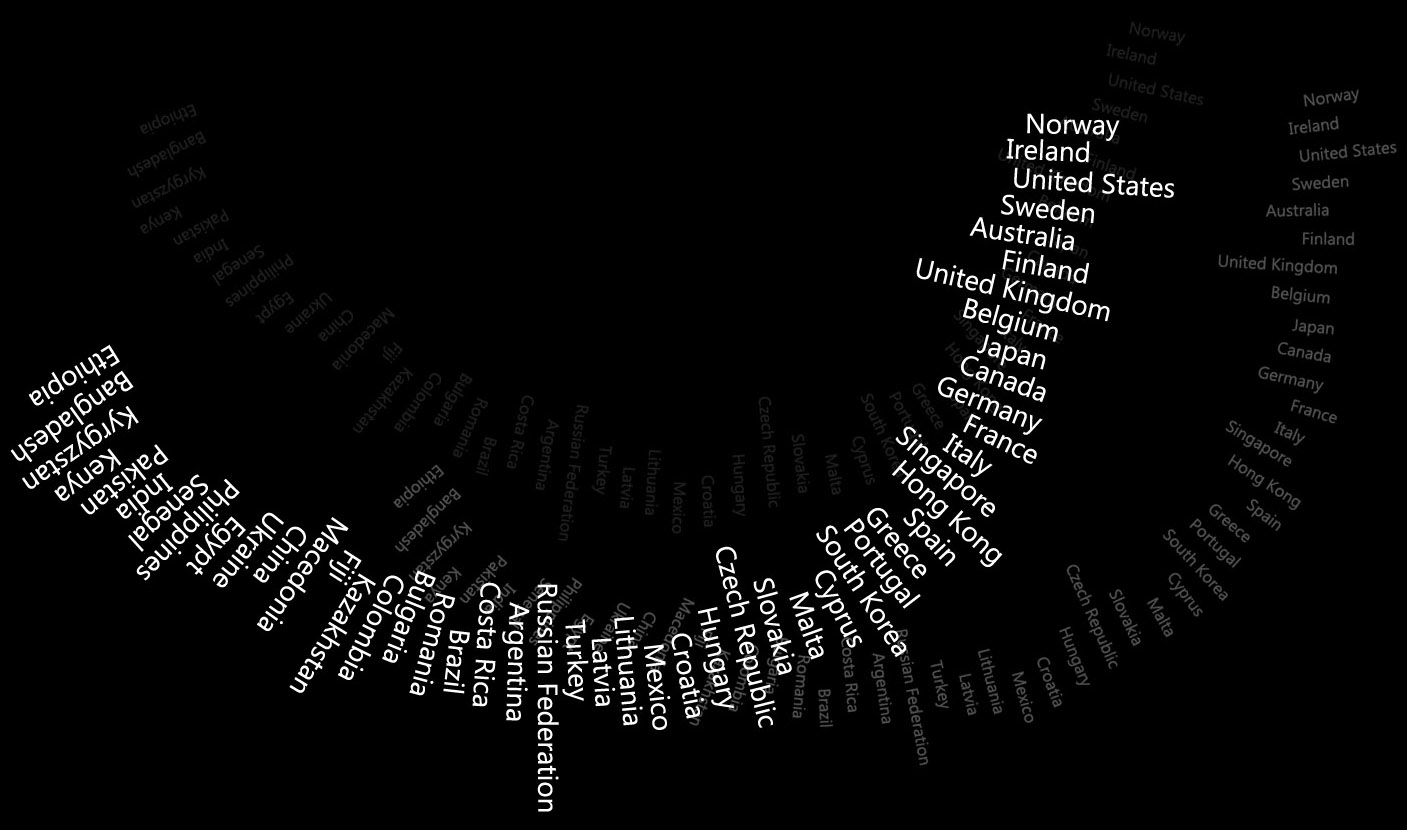 Norway
Ireland
United States
Sweden
Australia
Finland
United Kingdom
Belgium
Japan
Canada
Germany
France
Italy
Singapore
Hong Kong
Spain
Greece
Portugal
South Korea
Cyprus
Malta
Slovakia
Czech Republic
Hungary
Croatia
Mexico
Lithuania
Latvia
Turkey
Russian Federation
Argentina
Costa Rica
Brazil
Romania
Bulgaria
Colombia
Kazakhstan
Fiji
Macedonia
China
Ukraine
Egypt
Philippines
Senegal
India
Pakistan
Kenya
Kyrgyzstan
Bangladesh
Ethiopia
Norway
Ireland
United States
Sweden
Australia
Finland
United Kingdom
Belgium
Japan
Canada
Germany
France
Italy
Singapore
Hong Kong
Spain
Greece
Portugal
South Korea
Cyprus
Malta
Slovakia
Czech Republic
Hungary
Croatia
Mexico
Lithuania
Latvia
Turkey
Russian Federation
Argentina
Costa Rica
Brazil
Romania
Kyrgyzstan
Bangladesh
Ethiopia
Norway
Ireland
United States
Sweden
Finland
Greece
South Korea
Cyprus
Malta
Slovakia
Czech Republic
Hungary
Croatia
Mexico
Lithuania
Latvia
Turkey
Russian Federation
Argentina
Costa Rica
Brazil
Romania
Bulgaria
Colombia
Kazakhstan
Fiji
Macedonia
China
Ukraine
Egypt
Philippines
Senegal
India
Pakistan
Kenya
Kyrgyzstan
Bangladesh
Ethiopia